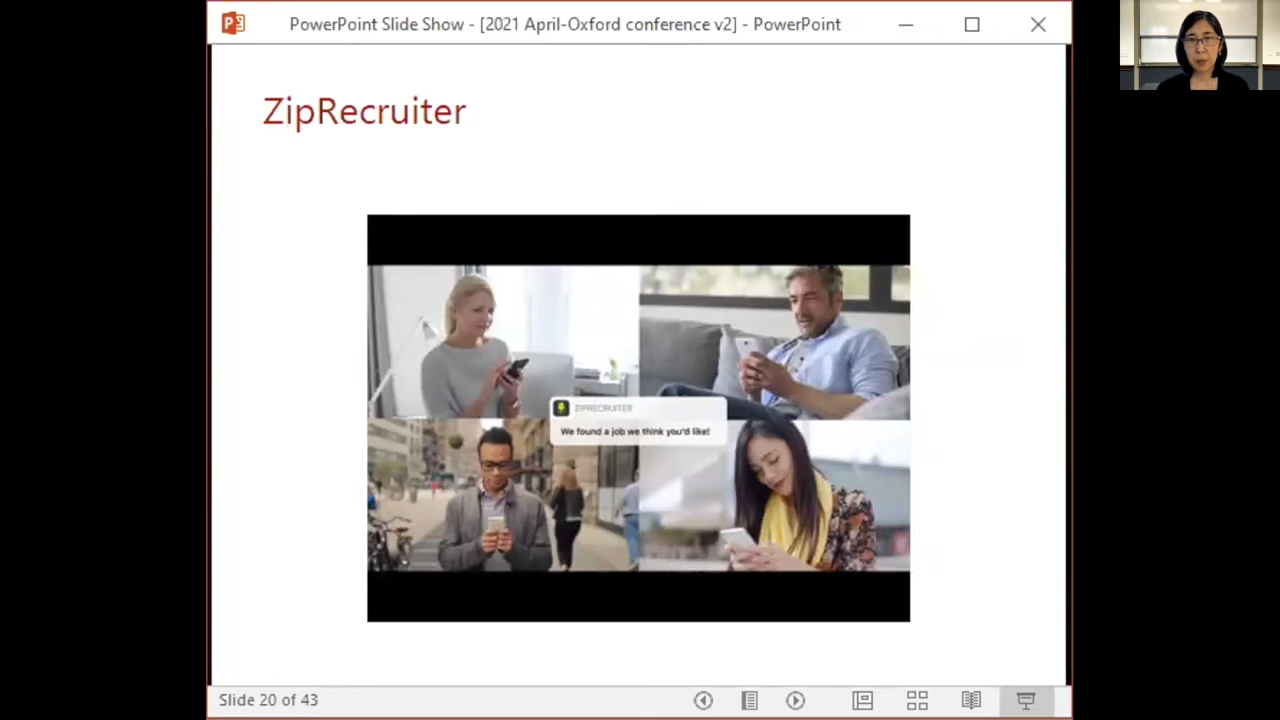 PowerPoint Slide Show - [2021 April-Oxford conference v2] - PowerPoint
ZipRecruiter
ZIPRECRUITER
We found a job we think you'd like!
Slide 20 of 43